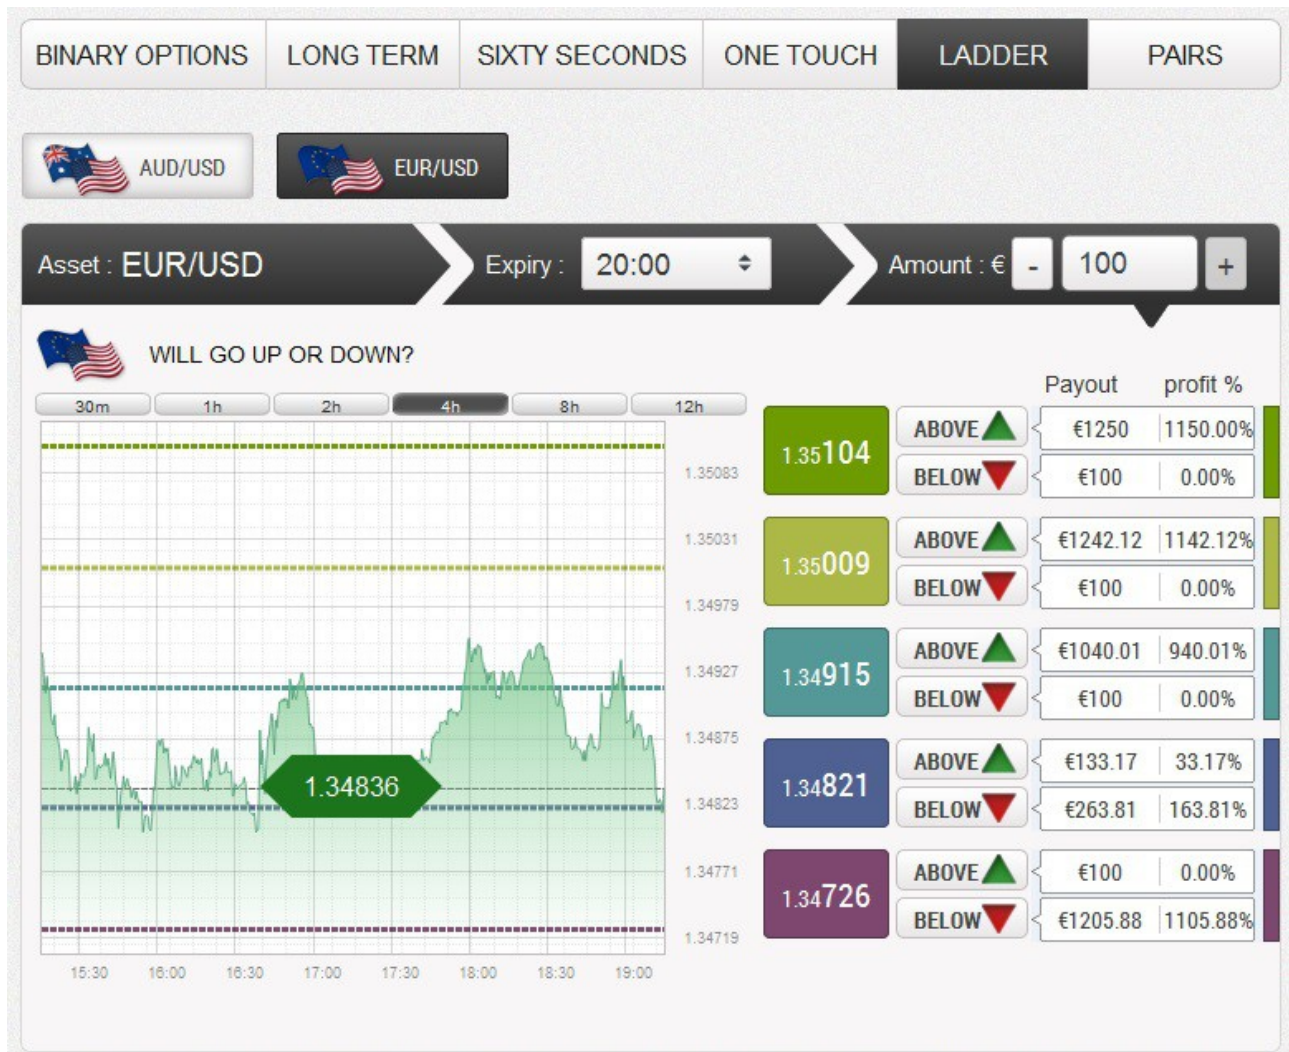 BINARY OPTIONS LONG TERM SIXTY SECONDS ONE TOUCH LADDER PAIRS
AUD/USD EUR/USD
Asset : EUR/USD Expiry : 20:00 Amount : € - 100 +
WILL GO UP OR DOWN?
Payout profit %
30m 1h 2h 4h 8h 12h
1.35104
ABOVE €1250 1150.00%
BELOW €100 0.00%
1.35009
ABOVE €1242.12 1142.12%
BELOW €100 0.00%
1.34915
ABOVE €1040.01 940.01%
BELOW €100 0.00%
1.34821
ABOVE €133.17 33.17%
BELOW €263.81 163.81%
1.34726
ABOVE €100 0.00%
BELOW €1205.88 1105.88%
1.35083
1.35031
1.34979
1.34927
1.34875
1.34836
1.34823
1.34771
1.34719
15:30 16:00 16:30 17:00 17:30 18:00 18:30 19:00